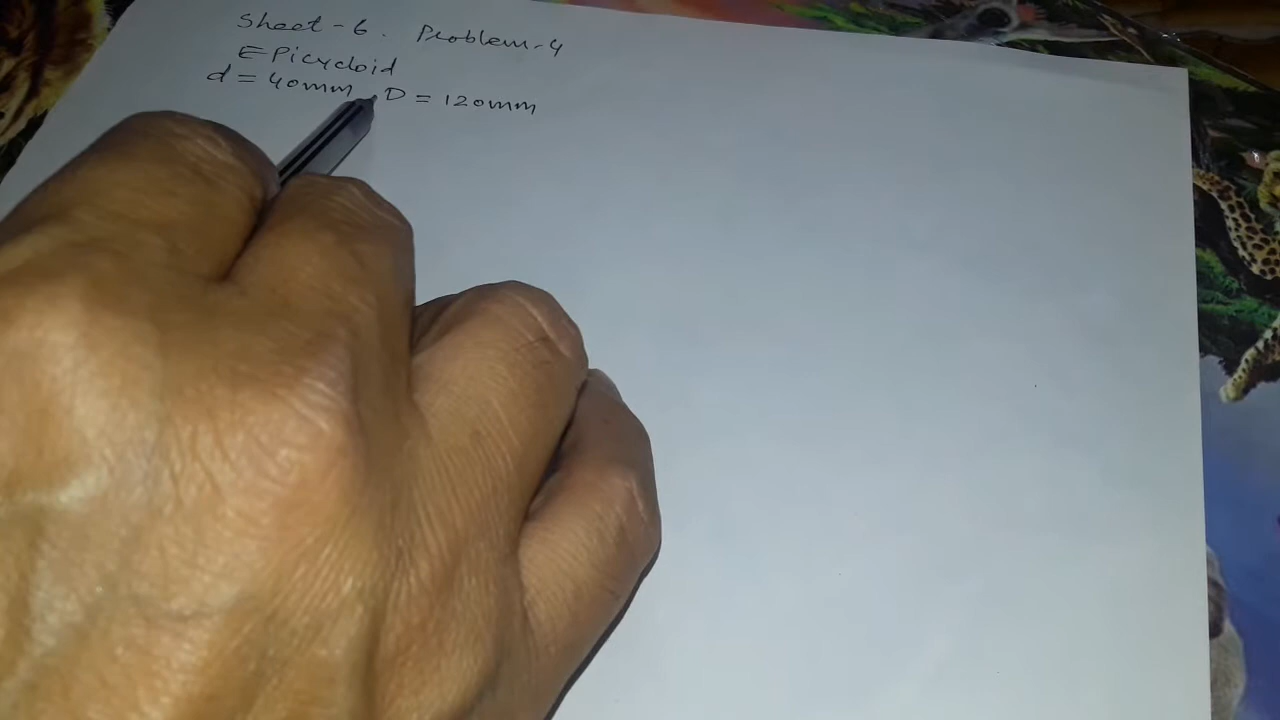 Sheet - 6. Problem - 4
Epicycloid
d = 40mm, D = 120mm